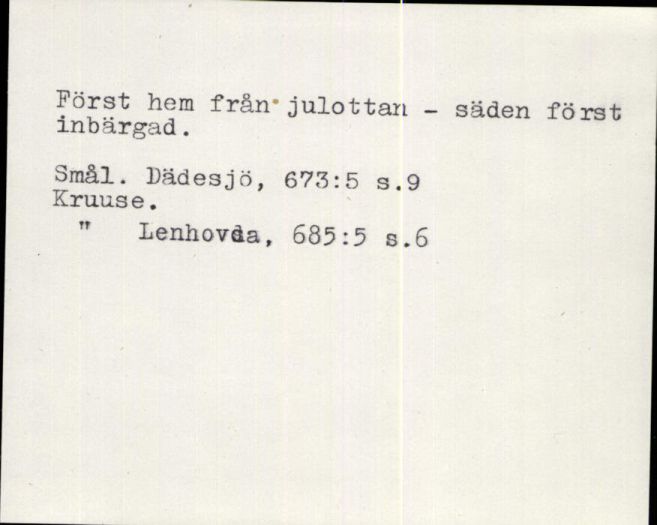 Först hem från julottan - säden först
inbärgad.
Smål. Dädesjö, 673:5 s.9
Kruuse.
" Lenhovda, 685:5 s.6